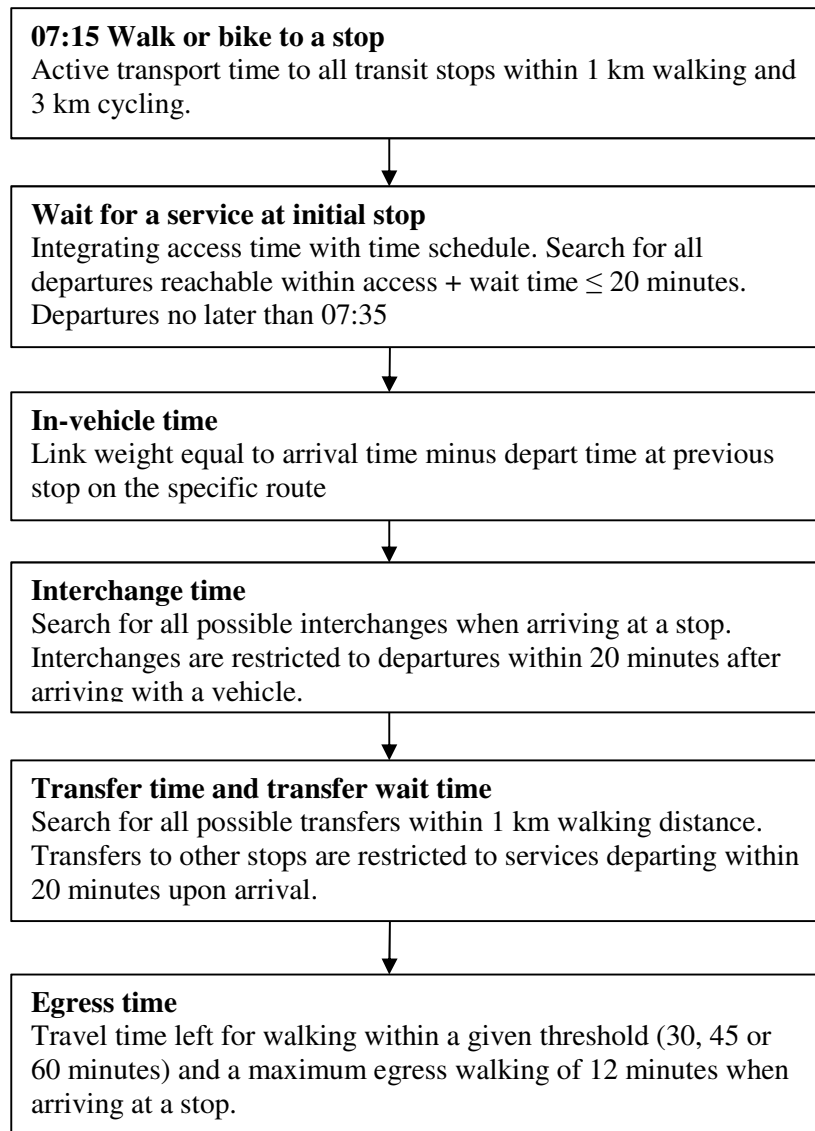 07:15 Walk or bike to a stop
Active transport time to all transit stops within 1 km walking and
3 km cycling.
Wait for a service at initial stop
Integrating access time with time schedule. Search for all
departures reachable within access + wait time ≤ 20 minutes.
Departures no later than 07:35
In-vehicle time
Link weight equal to arrival time minus depart time at previous
stop on the specific route
Interchange time
Search for all possible interchanges when arriving at a stop.
Interchanges are restricted to departures within 20 minutes after
arriving with a vehicle.
Transfer time and transfer wait time
Search for all possible transfers within 1 km walking distance.
Transfers to other stops are restricted to services departing within
20 minutes upon arrival.
Egress time
Travel time left for walking within a given threshold (30, 45 or
60 minutes) and a maximum egress walking of 12 minutes when
arriving at a stop.